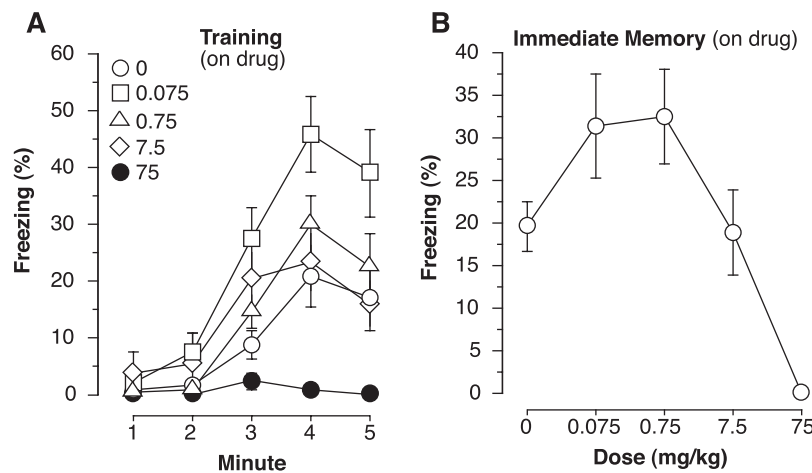 A
Training
(on drug)
0
0.075
0.75
7.5
75
60
50
40
30
20
10
0
Freezing (%)
1 2 3 4 5
Minute
B
Immediate Memory (on drug)
40
35
30
25
20
15
10
5
0
Freezing (%)
0 0.075 0.75 7.5 75
Dose (mg/kg)